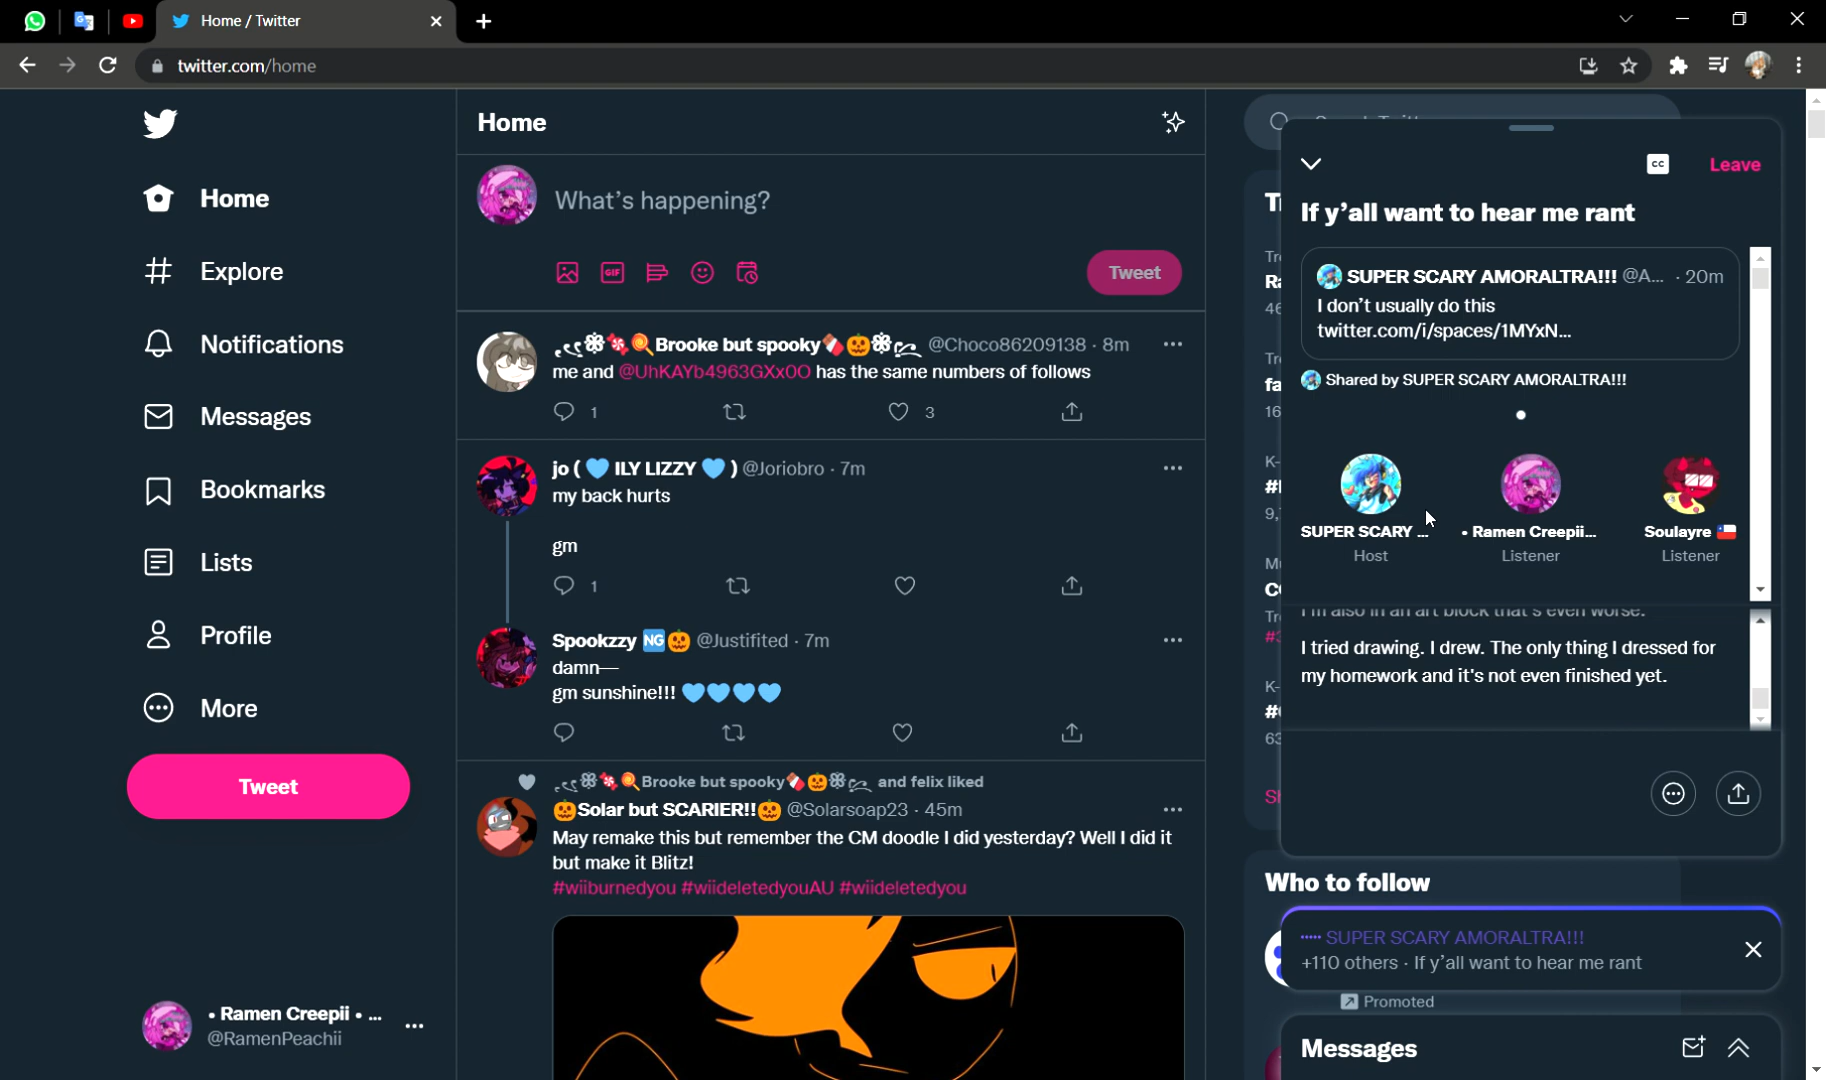 Home / Twitter
twitter.com/home
Home
Explore
Notifications
Messages
Bookmarks
Lists
Profile
More
Tweet
• Ramen Creepii • ...
@RamenPeachii
Home
What's happening?
GIF
Tweet
Brooke but spooky🍫🎃 @Choco86209138 · 8m
me and @UhKAYb4963GXx0O has the same numbers of follows
1 3
jo ( 💙 ILY LIZZY 💙 ) @Joriobro · 7m
my back hurts
gm
1
Spookzzy 🆖🎃 @Justifited · 7m
damn—
gm sunshine!!! 💙💙💙💙
Brooke but spooky🍫🎃 and felix liked
🎃Solar but SCARIER!!🎃 @Solarsoap23 · 45m
May remake this but remember the CM doodle I did yesterday? Well I did it
but make it Blitz!
#wiiburnedyou #wiideletedyouAU #wiideletedyou
CC
Leave
If y'all want to hear me rant
SUPER SCARY AMORALTRA!!! @A... · 20m
I don't usually do this
twitter.com/i/spaces/1MYxN...
Shared by SUPER SCARY AMORALTRA!!!
SUPER SCARY ...
Host
• Ramen Creepii...
Listener
Soulayre 🇨🇱
Listener
I'm also in an art block that's even worse.
I tried drawing. I drew. The only thing I dressed for
my homework and it's not even finished yet.
Who to follow
SUPER SCARY AMORALTRA!!!
+110 others · If y'all want to hear me rant
Promoted
Messages